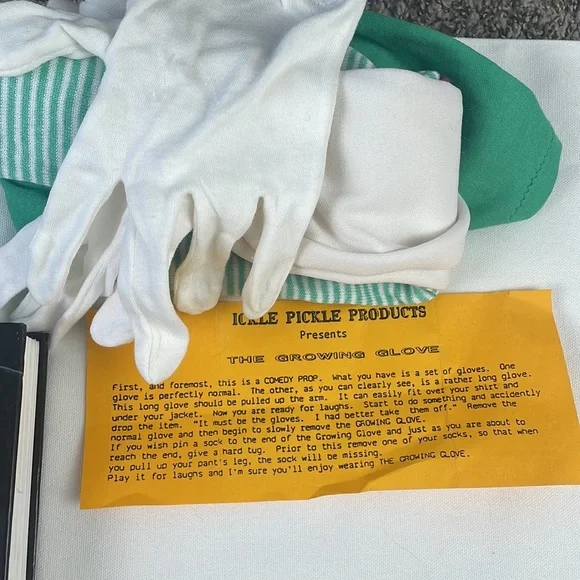 ICKLE PICKLE PRODUCTS
Presents
THE GROWING GLOVE
First, and foremost, this is a COMEDY PROP. What you have is a set of gloves. One
glove is perfectly normal. The other, as you can clearly see, is a rather long glove.
This long glove should be pulled up the arm. It can easily fit over your shirt and
under your jacket. Now you are ready for laughs. Start to do something and accidently
drop the item. "It must be the gloves. I had better take them off." Remove the
normal glove and then begin to slowly remove the GROWING GLOVE.
If you wish pin a sock to the end of the Growing Glove and just as you are about to
reach the end, give a hard tug. Prior to this remove one of your socks, so that when
you pull up your pant's leg, the sock will be missing.
Play it for laughs and I'm sure you'll enjoy wearing THE GROWING GLOVE.